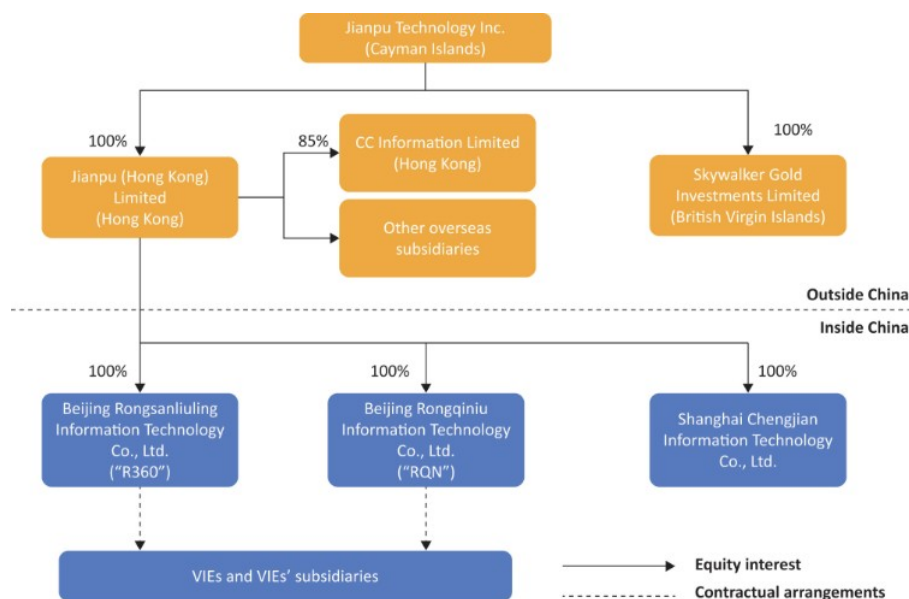 Jianpu Technology Inc.
(Cayman Islands)
100%
85%
100%
Jianpu (Hong Kong)
Limited
(Hong Kong)
CC Information Limited
(Hong Kong)
Skywalker Gold
Investments Limited
(British Virgin Islands)
Other overseas
subsidiaries
Outside China
Inside China
100%
100%
100%
Beijing Rongsanliuling
Information Technology
Co., Ltd.
(“R360”)
Beijing Rongqiniu
Information Technology
Co., Ltd.
(“RQN”)
Shanghai Chengjian
Information Technology
Co., Ltd.
VIEs and VIEs’ subsidiaries
Equity interest
Contractual arrangements